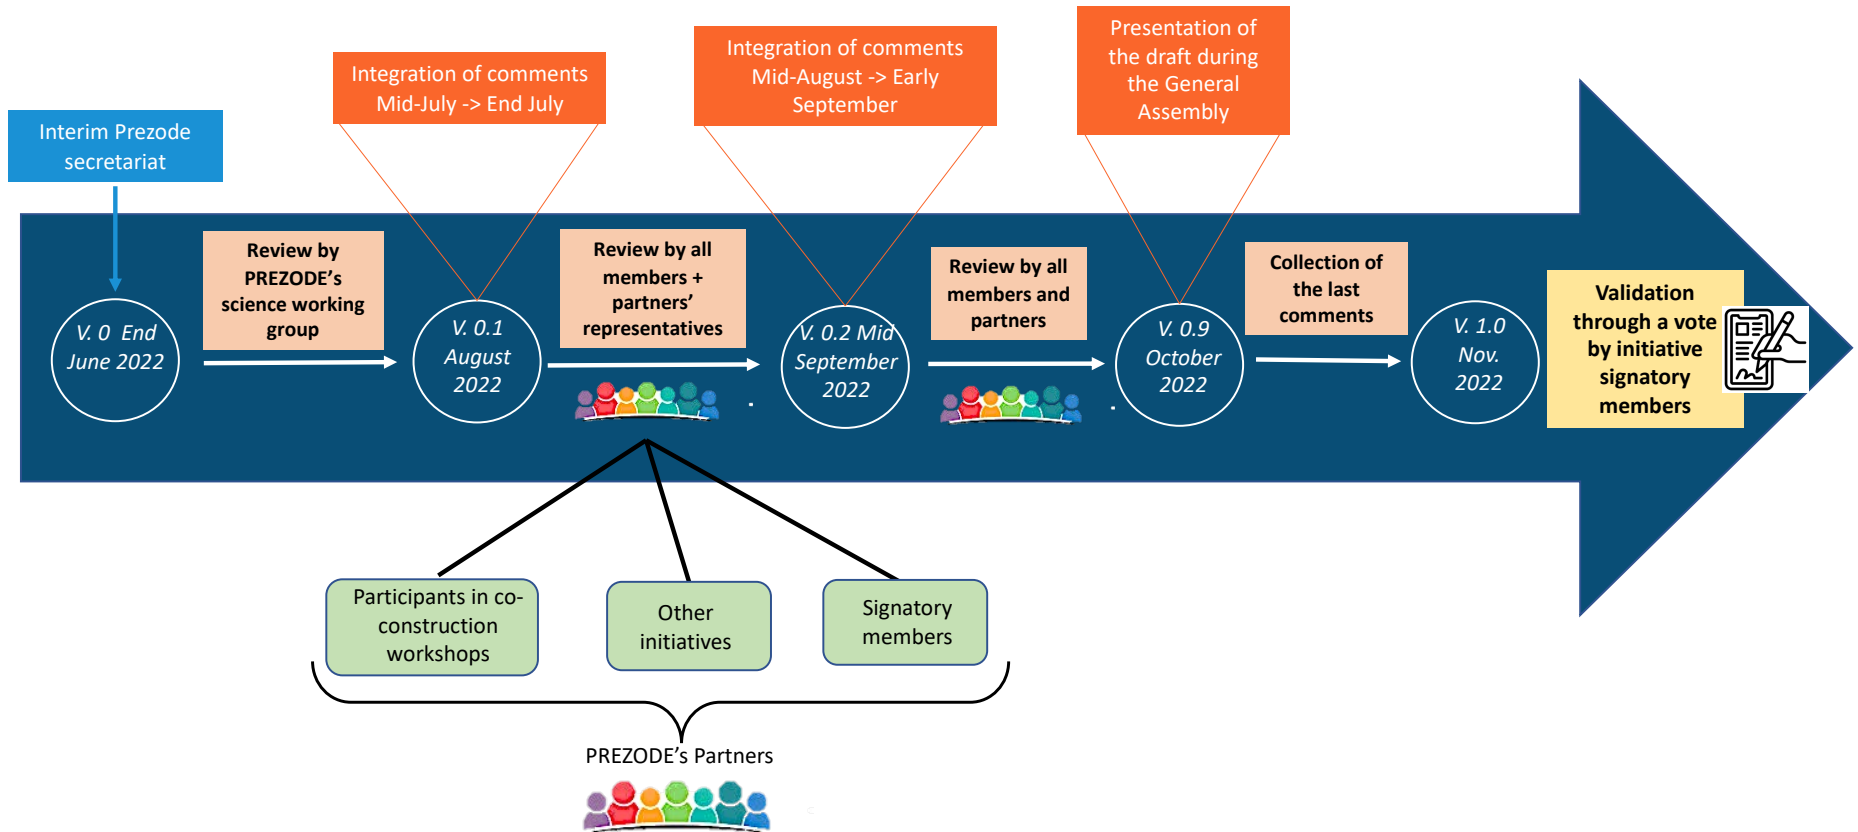 Interim Prezode
secretariat
Integration of comments
Mid-July -> End July
Integration of comments
Mid-August -> Early
September
Presentation of
the draft during
the General
Assembly
V. 0 End
June 2022
Review by
PREZODE’s
science working
group
V. 0.1
August
2022
Review by all
members +
partners’
representatives
V. 0.2 Mid
September
2022
Review by all
members and
partners
V. 0.9
October
2022
Collection of
the last
comments
V. 1.0
Nov.
2022
Validation
through a vote
by initiative
signatory
members
Participants in co-
construction
workshops
Other
initiatives
Signatory
members
PREZODE’s Partners